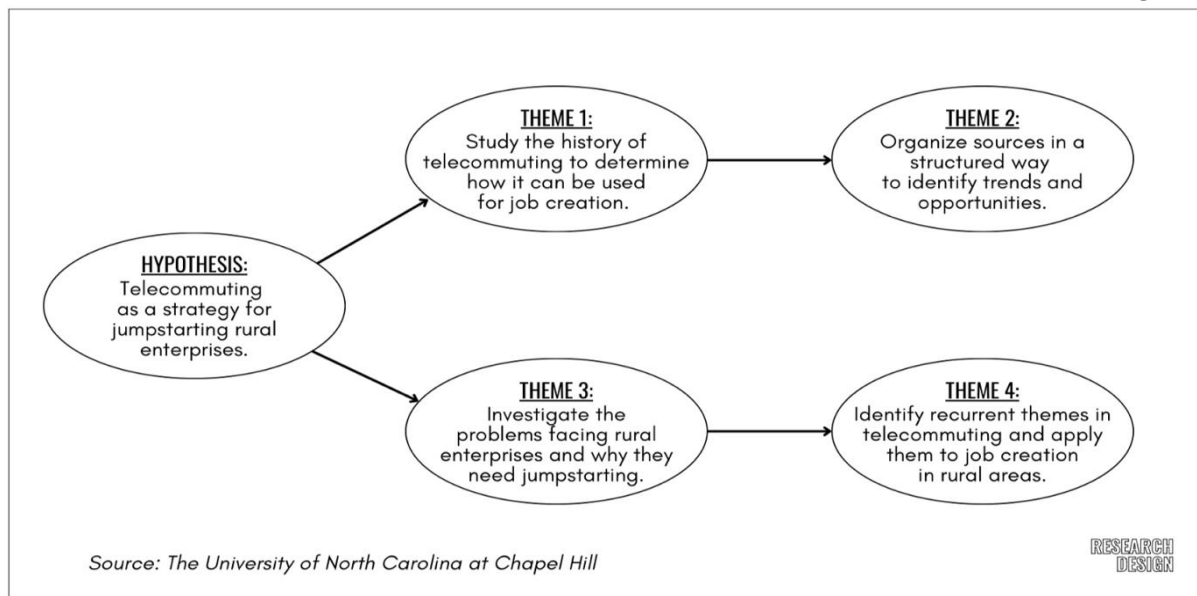 HYPOTHESIS:
Telecommuting
as a strategy for
jumpstarting rural
enterprises.
THEME 1:
Study the history of
telecommuting to determine
how it can be used
for job creation.
THEME 2:
Organize sources in a
structured way
to identify trends and
opportunities.
THEME 3:
Investigate the
problems facing rural
enterprises and why they
need jumpstarting.
THEME 4:
Identify recurrent themes in
telecommuting and apply
them to job creation
in rural areas.
Source: The University of North Carolina at Chapel Hill
RESEARCH
DESIGN